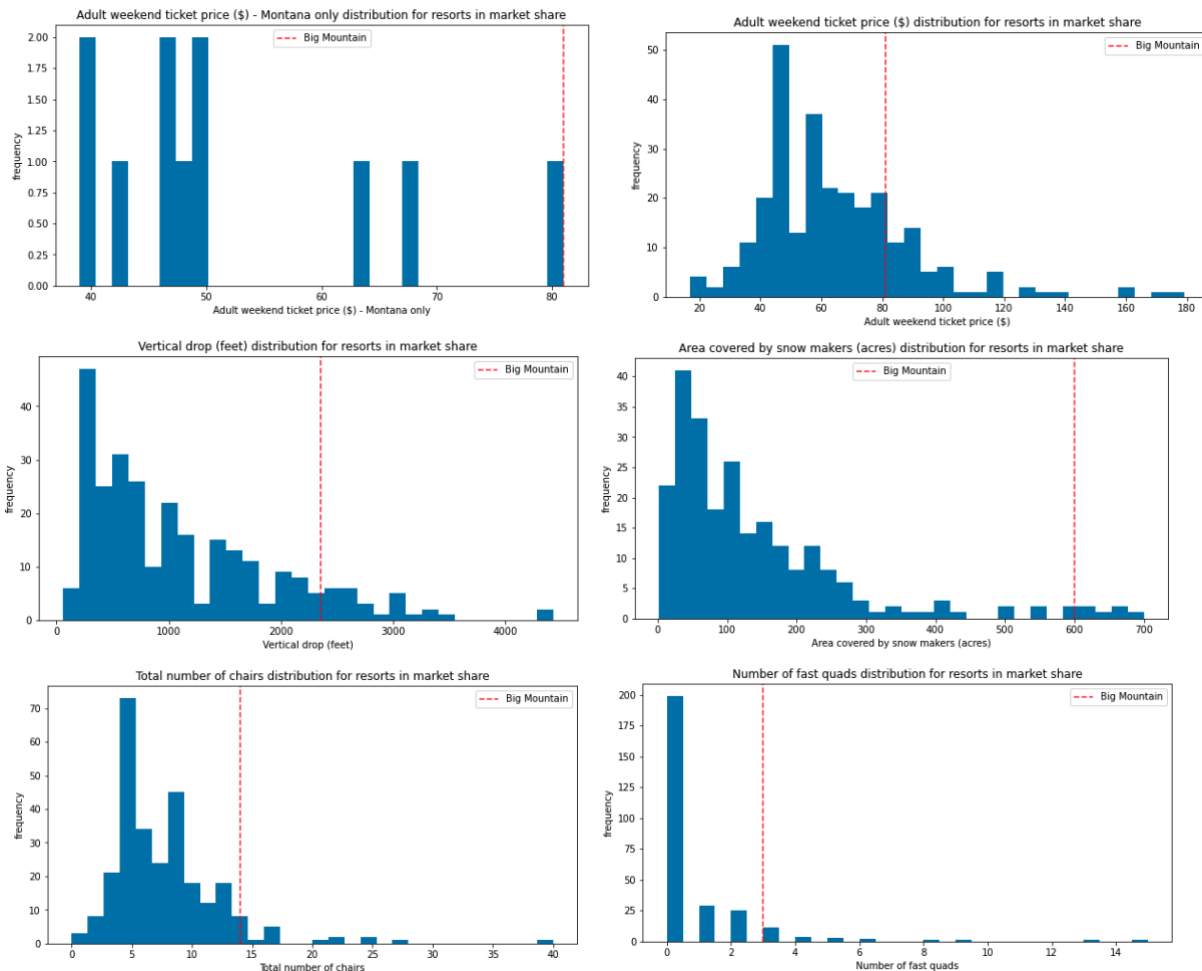 Adult weekend ticket price ($) - Montana only distribution for resorts in market share
Big Mountain
2.00
1.75
1.50
1.25
1.00
0.75
0.50
0.25
0.00
frequency
40 50 60 70 80
Adult weekend ticket price ($) - Montana only
Adult weekend ticket price ($) distribution for resorts in market share
Big Mountain
50
40
30
20
10
0
frequency
20 40 60 80 100 120 140 160 180
Adult weekend ticket price ($)
Vertical drop (feet) distribution for resorts in market share
Big Mountain
40
30
20
10
0
frequency
0 1000 2000 3000 4000
Vertical drop (feet)
Area covered by snow makers (acres) distribution for resorts in market share
Big Mountain
40
35
30
25
20
15
10
5
0
frequency
0 100 200 300 400 500 600 700
Area covered by snow makers (acres)
Total number of chairs distribution for resorts in market share
Big Mountain
70
60
50
40
30
20
10
0
frequency
0 5 10 15 20 25 30 35 40
Total number of chairs
Number of fast quads distribution for resorts in market share
Big Mountain
200
175
150
125
100
75
50
25
0
frequency
0 2 4 6 8 10 12 14
Number of fast quads